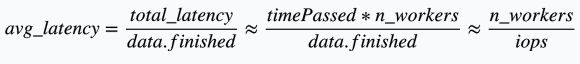 avg_latency = total_latency / data.finished ≈ timePassed * n_workers / data.finished ≈ n_workers / iops